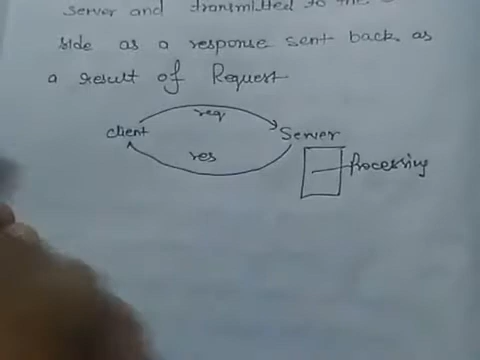 server and transmitted to the
side as a response sent back as
a result of Request
req
client
Server
res
Processing